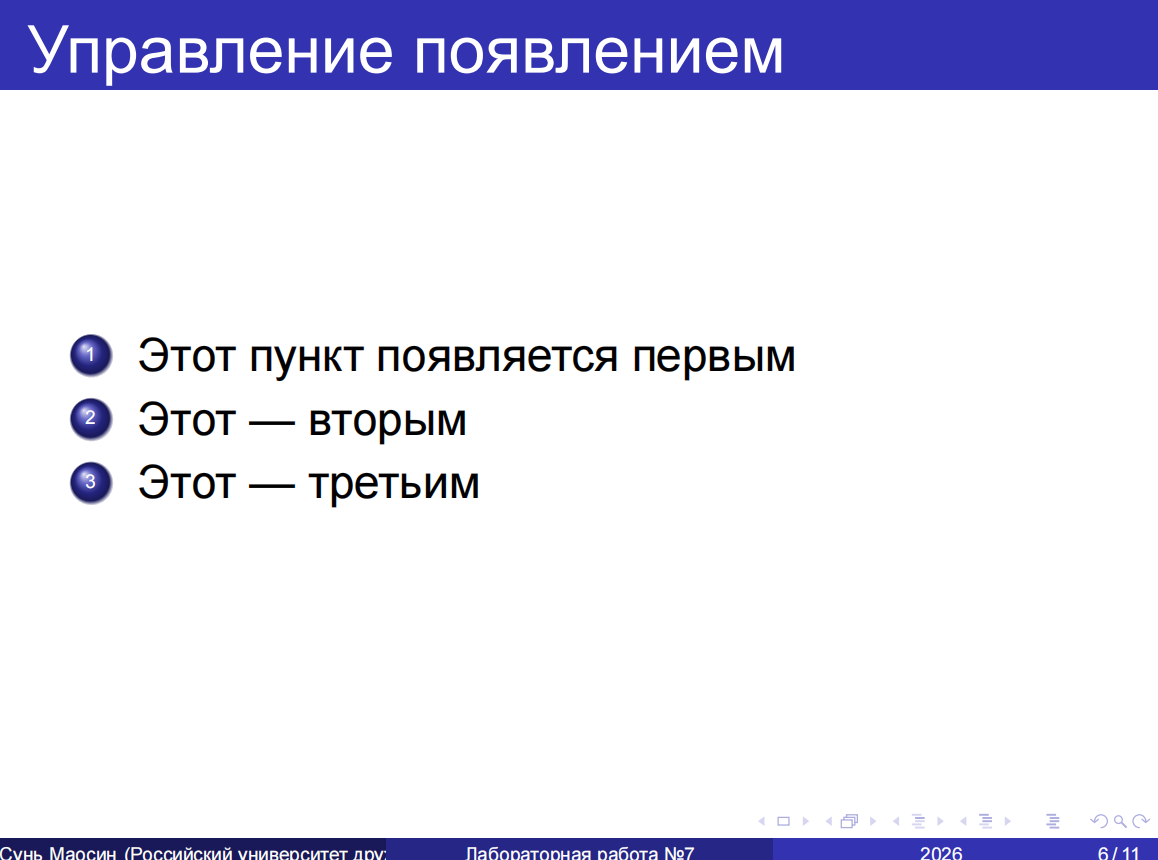 Управление появлением
1 Этот пункт появляется первым
2 Этот — вторым
3 Этот — третьим
Сунь Маосин (Российский университет дру Лабораторная работа №7 2026 6 / 11